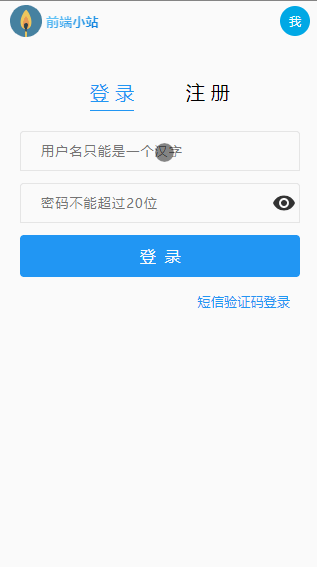 前端小站 我
登录 注册
用户名只能是一个汉字
密码不能超过20位
登录
短信验证码登录